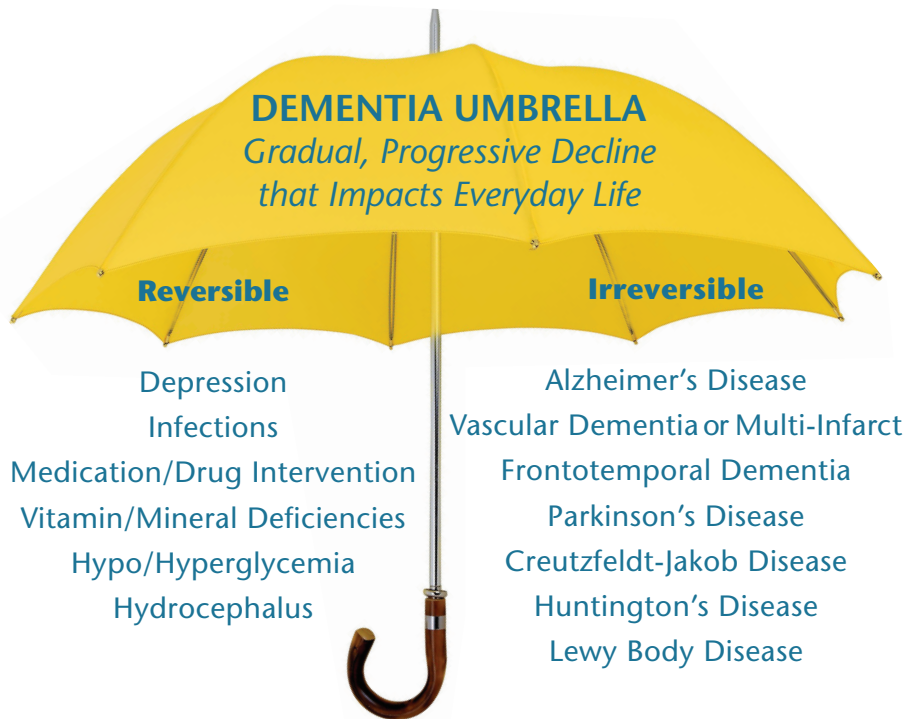 DEMENTIA UMBRELLA
Gradual, Progressive Decline
that Impacts Everyday Life
Reversible
Depression
Infections
Medication/Drug Intervention
Vitamin/Mineral Deficiencies
Hypo/Hyperglycemia
Hydrocephalus
Irreversible
Alzheimer’s Disease
Vascular Dementia or Multi-Infarct
Frontotemporal Dementia
Parkinson’s Disease
Creutzfeldt-Jakob Disease
Huntington’s Disease
Lewy Body Disease